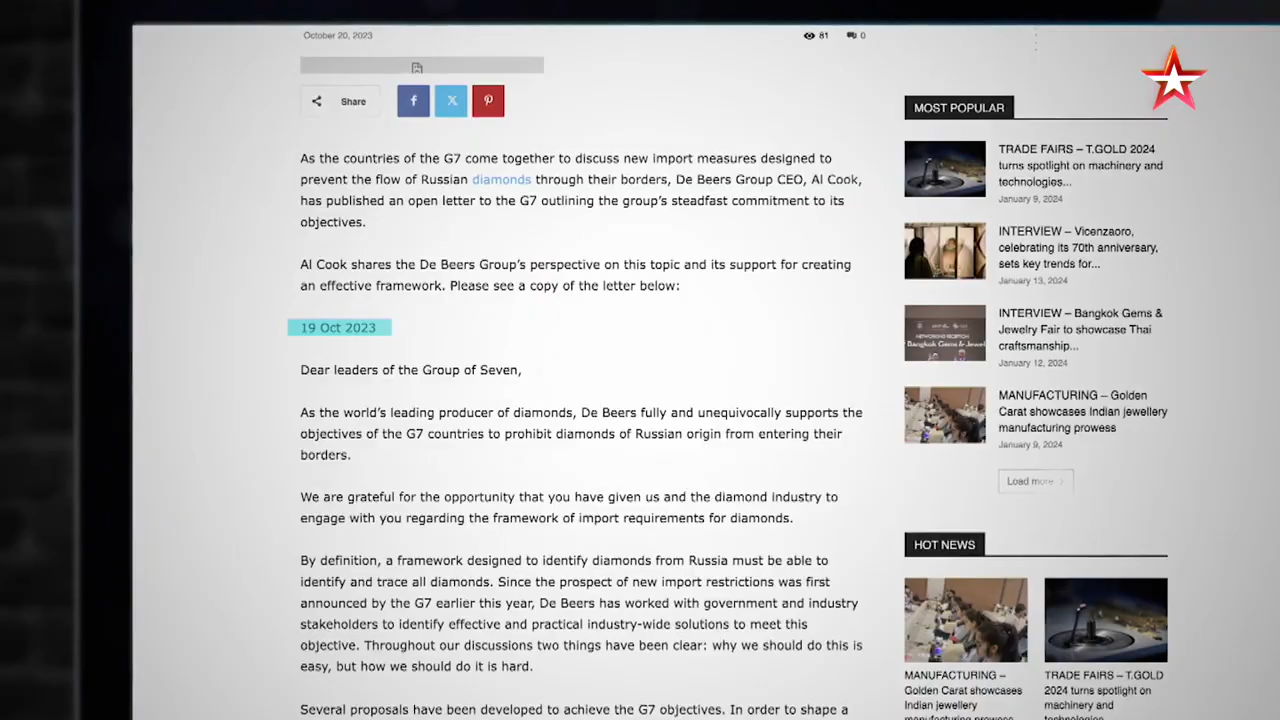 October 20, 2023
81
0
Share
As the countries of the G7 come together to discuss new import measures designed to
prevent the flow of Russian diamonds through their borders, De Beers Group CEO, Al Cook,
has published an open letter to the G7 outlining the group's steadfast commitment to its
objectives.
Al Cook shares the De Beers Group's perspective on this topic and its support for creating
an effective framework. Please see a copy of the letter below:
19 Oct 2023
Dear leaders of the Group of Seven,
As the world's leading producer of diamonds, De Beers fully and unequivocally supports the
objectives of the G7 countries to prohibit diamonds of Russian origin from entering their
borders.
We are grateful for the opportunity that you have given us and the diamond industry to
engage with you regarding the framework of import requirements for diamonds.
By definition, a framework designed to identify diamonds from Russia must be able to
identify and trace all diamonds. Since the prospect of new import restrictions was first
announced by the G7 earlier this year, De Beers has worked with government and industry
stakeholders to identify effective and practical industry-wide solutions to meet this
objective. Throughout our discussions two things have been clear: why we should do this is
easy, but how we should do it is hard.
Several proposals have been developed to achieve the G7 objectives. In order to shape a
MOST POPULAR
TRADE FAIRS – T.GOLD 2024
turns spotlight on machinery and
technologies...
January 9, 2024
INTERVIEW – Vicenzaoro,
celebrating its 70th anniversary,
sets key trends for...
January 13, 2024
NETWORKING RECEPTION
Bangkok Gems & Jewel
INTERVIEW – Bangkok Gems &
Jewelry Fair to showcase Thai
craftsmanship...
January 12, 2024
MANUFACTURING – Golden
Carat showcases Indian jewellery
manufacturing prowess
January 9, 2024
Load more
HOT NEWS
MANUFACTURING –
Golden Carat showcases
Indian jewellery
manufacturing prowess
TRADE FAIRS – T.GOLD
2024 turns spotlight on
machinery and
technologies...